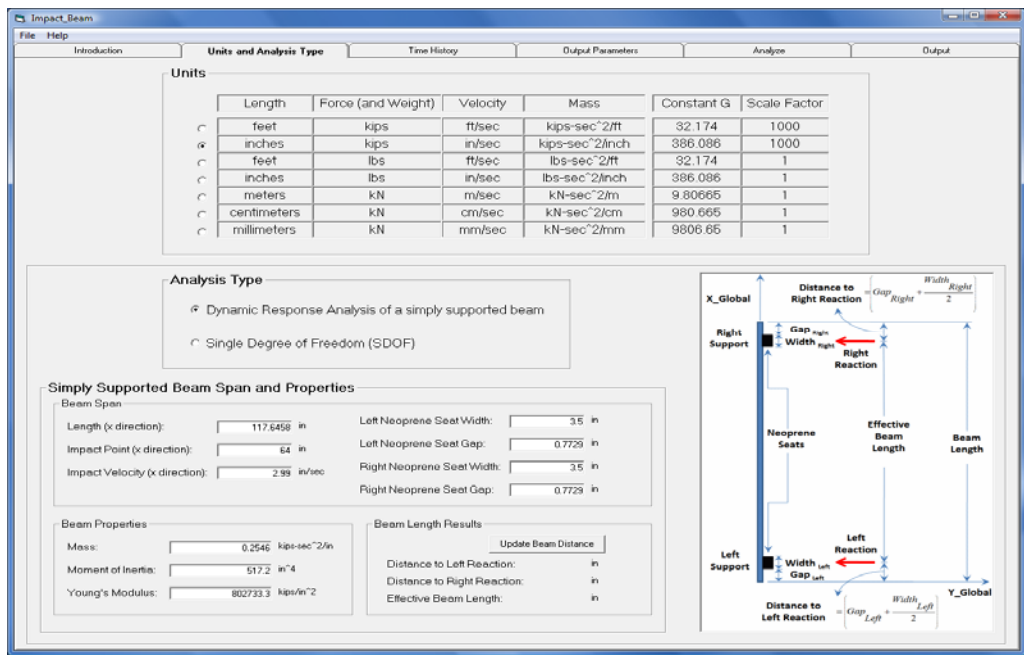 Impact_Beam
File Help
Introduction Units and Analysis Type Time History Output Parameters Analyze Output
Units
Length Force (and Weight) Velocity Mass Constant G Scale Factor
feet kips ft/sec kips-sec^2/ft 32.174 1000
inches kips in/sec kips-sec^2/inch 386.086 1000
feet lbs ft/sec lbs-sec^2/ft 32.174 1
inches lbs in/sec lbs-sec^2/inch 386.086 1
meters kN m/sec kN-sec^2/m 9.80665 1
centimeters kN cm/sec kN-sec^2/cm 980.665 1
millimeters kN mm/sec kN-sec^2/mm 9806.65 1
Analysis Type
Dynamic Response Analysis of a simply supported beam
Single Degree of Freedom (SDOF)
Simply Supported Beam Span and Properties
Beam Span
Length (x direction): 117.6458 in
Impact Point (x direction): 64 in
Impact Velocity (x direction): 2.99 in/sec
Left Neoprene Seat Width: 3.5 in
Left Neoprene Seat Gap: 0.7729 in
Right Neoprene Seat Width: 3.5 in
Right Neoprene Seat Gap: 0.7729 in
Beam Properties
Mass: 0.2546 kips-sec^2/in
Moment of Inertia: 517.2 in^4
Young's Modulus: 802733.3 kips/in^2
Beam Length Results
Update Beam Distance
Distance to Left Reaction: in
Distance to Right Reaction: in
Effective Beam Length: in
X_Global
Distance to
Right Reaction
= (Gap Right + Width Right / 2)
Right
Support
Gap Right
Width Right
Right
Reaction
Neoprene
Seats
Effective
Beam
Length
Beam
Length
Left
Support
Left
Reaction
Width Left
Gap Left
Y_Global
Distance to
Left Reaction
= (Gap Left + Width Left / 2)